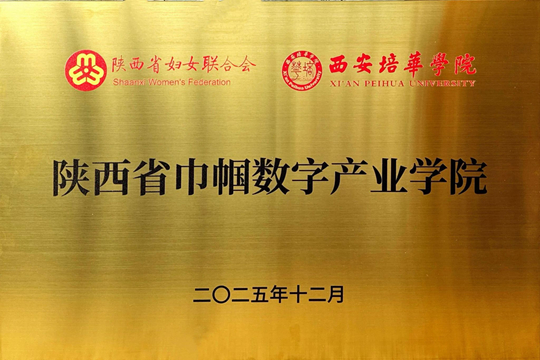 陕西省妇女联合会 西安培華學院
Shaanxi Women's Federation XI'AN PEIHUA UNIVERSITY
陕西省巾帼数字产业学院
二〇二五年十二月